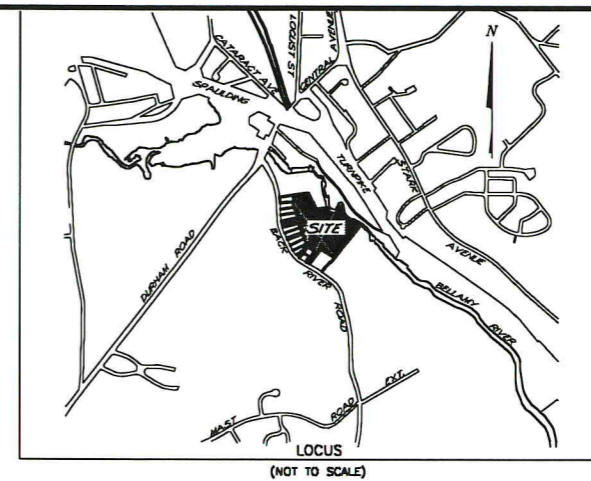 LOCUST ST
CENTRAL AVENUE
N
CATARACT AVE
SPAULDING
TURNPIKE
STARK
AVENUE
SITE
BACK
RIVER
ROAD
DURHAM ROAD
BELLAMY
RIVER
MAST ROAD EXT.
LOCUS
(NOT TO SCALE)